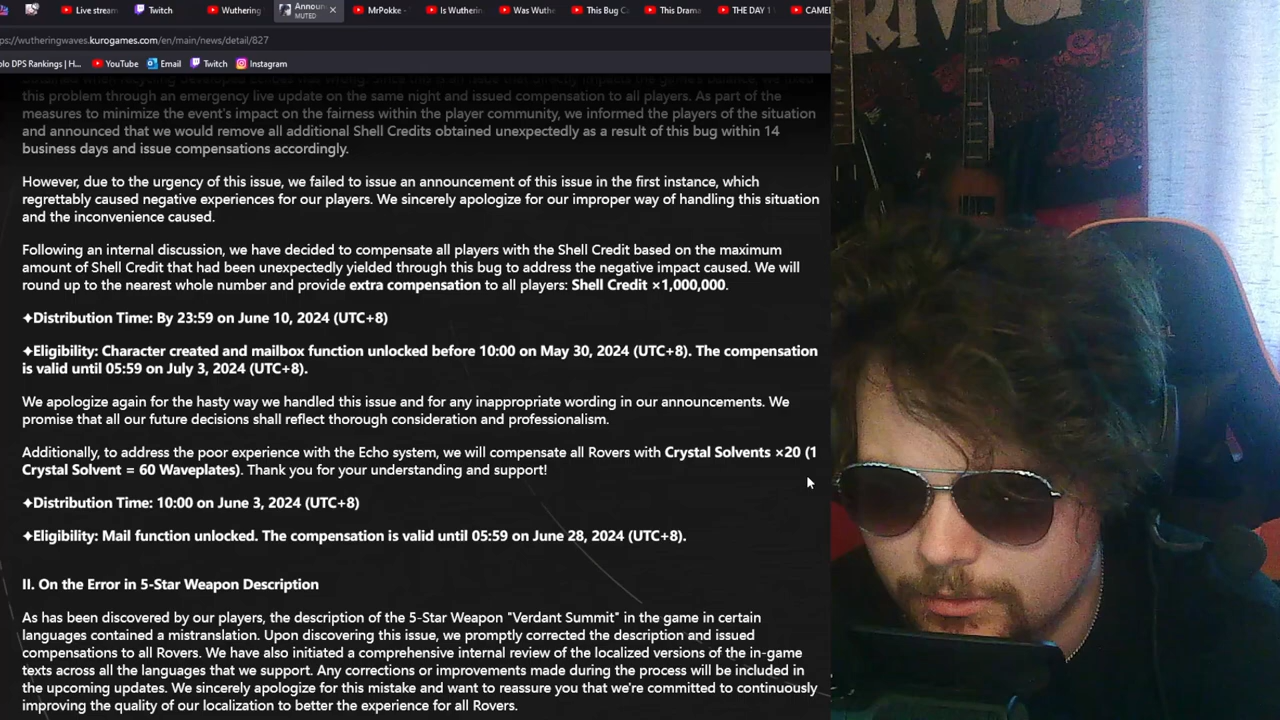 Live stream
Twitch
Wuthering
Announ
MUTED
MrPokke -
Is Wutherin
Was Wuthe
This Bug C
This Drama
THE DAY 1
CAMEL
ps://wutheringwaves.kurogames.com/en/main/news/detail/827
olo DPS Rankings | H...
YouTube
Email
Twitch
Instagram
this problem through an emergency live update on the same night and issued compensation to all players. As part of the
measures to minimize the event's impact on the fairness within the player community, we informed the players of the situation
and announced that we would remove all additional Shell Credits obtained unexpectedly as a result of this bug within 14
business days and issue compensations accordingly.
However, due to the urgency of this issue, we failed to issue an announcement of this issue in the first instance, which
regrettably caused negative experiences for our players. We sincerely apologize for our improper way of handling this situation
and the inconvenience caused.
Following an internal discussion, we have decided to compensate all players with the Shell Credit based on the maximum
amount of Shell Credit that had been unexpectedly yielded through this bug to address the negative impact caused. We will
round up to the nearest whole number and provide extra compensation to all players: Shell Credit ×1,000,000.
✦Distribution Time: By 23:59 on June 10, 2024 (UTC+8)
✦Eligibility: Character created and mailbox function unlocked before 10:00 on May 30, 2024 (UTC+8). The compensation
is valid until 05:59 on July 3, 2024 (UTC+8).
We apologize again for the hasty way we handled this issue and for any inappropriate wording in our announcements. We
promise that all our future decisions shall reflect thorough consideration and professionalism.
Additionally, to address the poor experience with the Echo system, we will compensate all Rovers with Crystal Solvents ×20 (1
Crystal Solvent = 60 Waveplates). Thank you for your understanding and support!
✦Distribution Time: 10:00 on June 3, 2024 (UTC+8)
✦Eligibility: Mail function unlocked. The compensation is valid until 05:59 on June 28, 2024 (UTC+8).
II. On the Error in 5-Star Weapon Description
As has been discovered by our players, the description of the 5-Star Weapon "Verdant Summit" in the game in certain
languages contained a mistranslation. Upon discovering this issue, we promptly corrected the description and issued
compensations to all Rovers. We have also initiated a comprehensive internal review of the localized versions of the in-game
texts across all the languages that we support. Any corrections or improvements made during the process will be included in
the upcoming updates. We sincerely apologize for this mistake and want to reassure you that we're committed to continuously
improving the quality of our localization to better the experience for all Rovers.